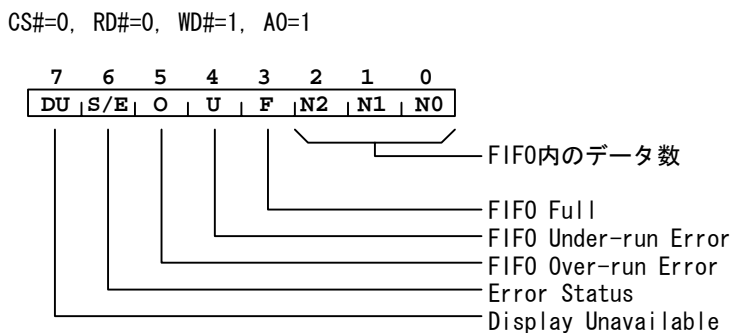 CS#=0, RD#=0, WD#=1, A0=1
7 6 5 4 3 2 1 0
DU S/E O U F N2 N1 N0
FIFO内のデータ数
FIFO Full
FIFO Under-run Error
FIFO Over-run Error
Error Status
Display Unavailable